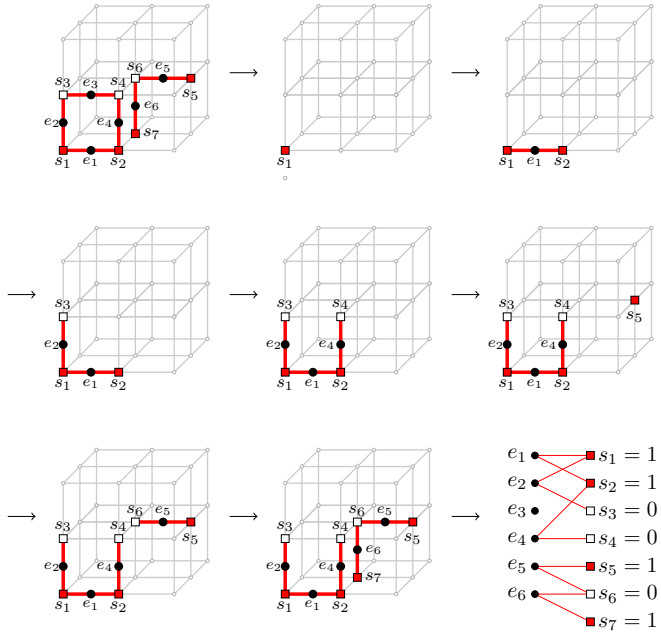 s₆ e₅
s₃ e₃ s₄
s₅
e₂ e₄ e₆
s₇
s₁ e₁ s₂
→
s₁
→
s₁ e₁ s₂
→
s₃
e₂
s₁ e₁ s₂
→
s₃ s₄
e₂ e₄
s₁ e₁ s₂
→
s₃ s₄
s₅
e₂ e₄
s₁ e₁ s₂
→
s₆ e₅
s₃ s₄ s₅
e₂ e₄
s₁ e₁ s₂
→
s₆ e₅
s₃ s₄ s₅
e₂ e₄ e₆
s₇
s₁ e₁ s₂
→
e₁ s₁ = 1
e₂ s₂ = 1
e₃ s₃ = 0
e₄ s₄ = 0
e₅ s₅ = 1
e₆ s₆ = 0
s₇ = 1